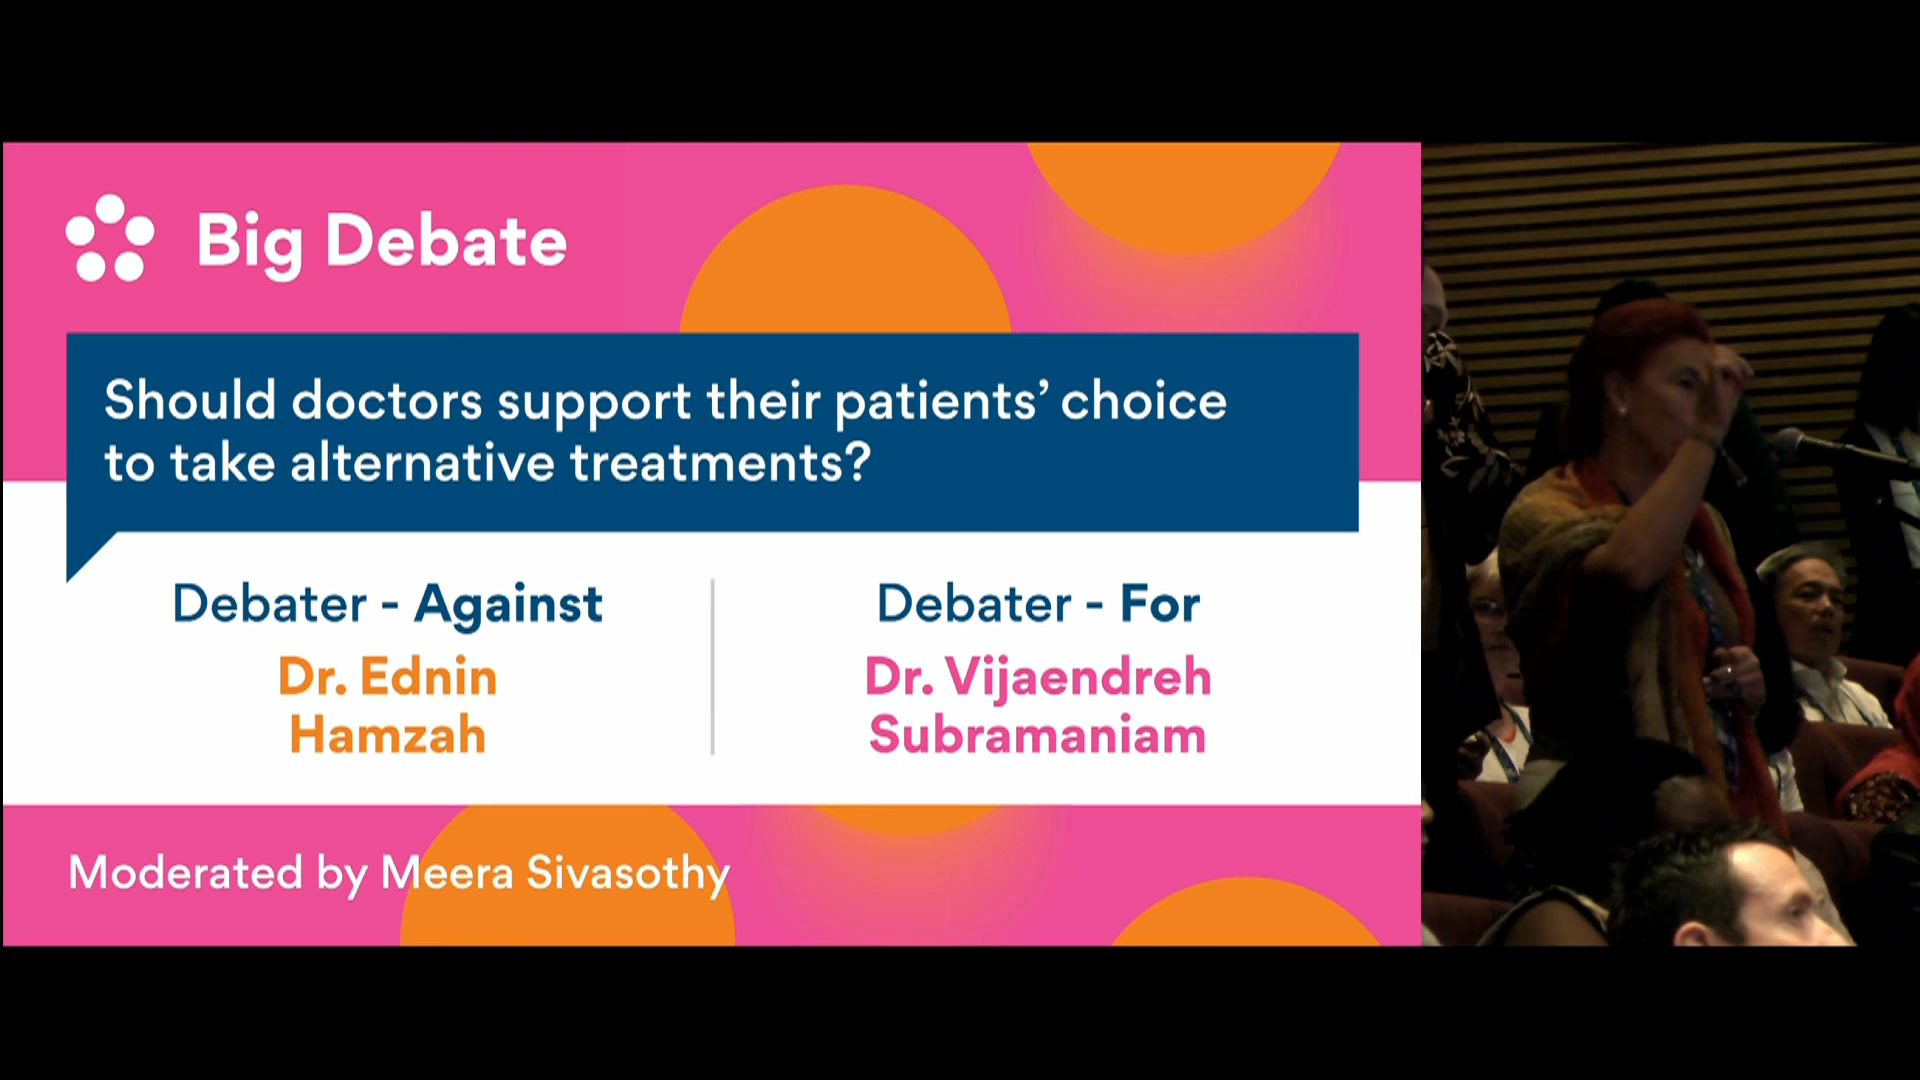 Big Debate
Should doctors support their patients’ choice
to take alternative treatments?
Debater - Against
Dr. Ednin
Hamzah
Debater - For
Dr. Vijaendreh
Subramaniam
Moderated by Meera Sivasothy